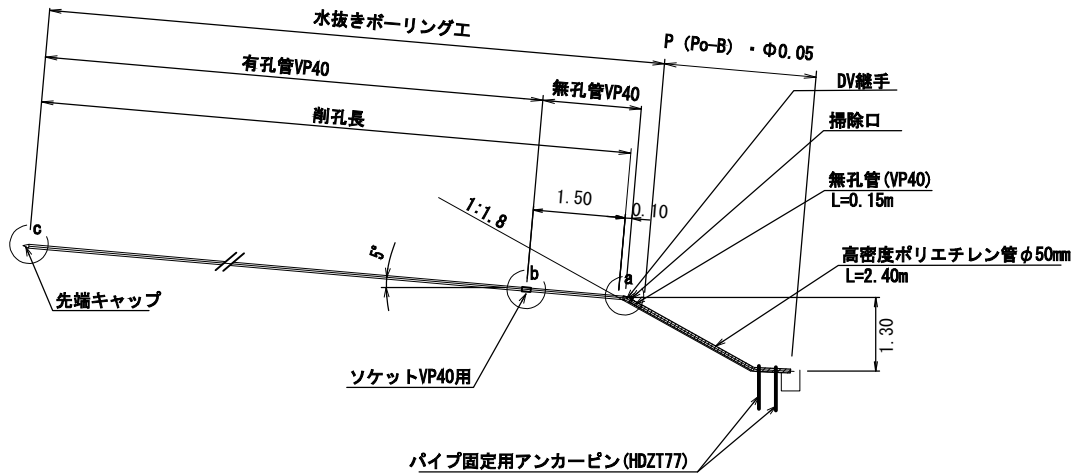 水抜きボーリング工
P (Po-B) ・ Φ0.05
有孔管VP40
無孔管VP40
DV継手
削孔長
掃除口
無孔管(VP40)
L=0.15m
1.50
0.10
1:1.8
c
高密度ポリエチレン管φ50mm
L=2.40m
5°
b
a
先端キャップ
1.30
ソケットVP40用
パイプ固定用アンカーピン(HDZT77)